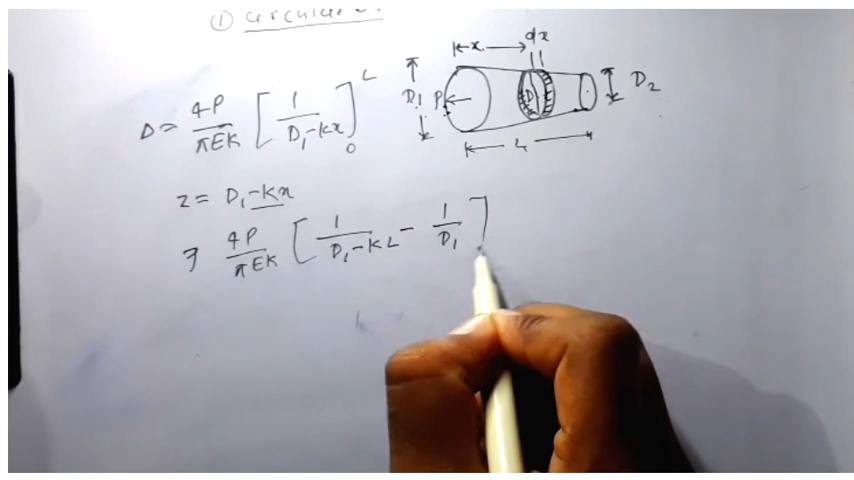 ①
dx
x
D₁ P D D₂
L
Δ = 4P/πEK [1/(D₁-Kx)]₀ᴸ
z = D₁-Kx
⇒ 4P/πEK [1/(D₁-KL) - 1/D₁]